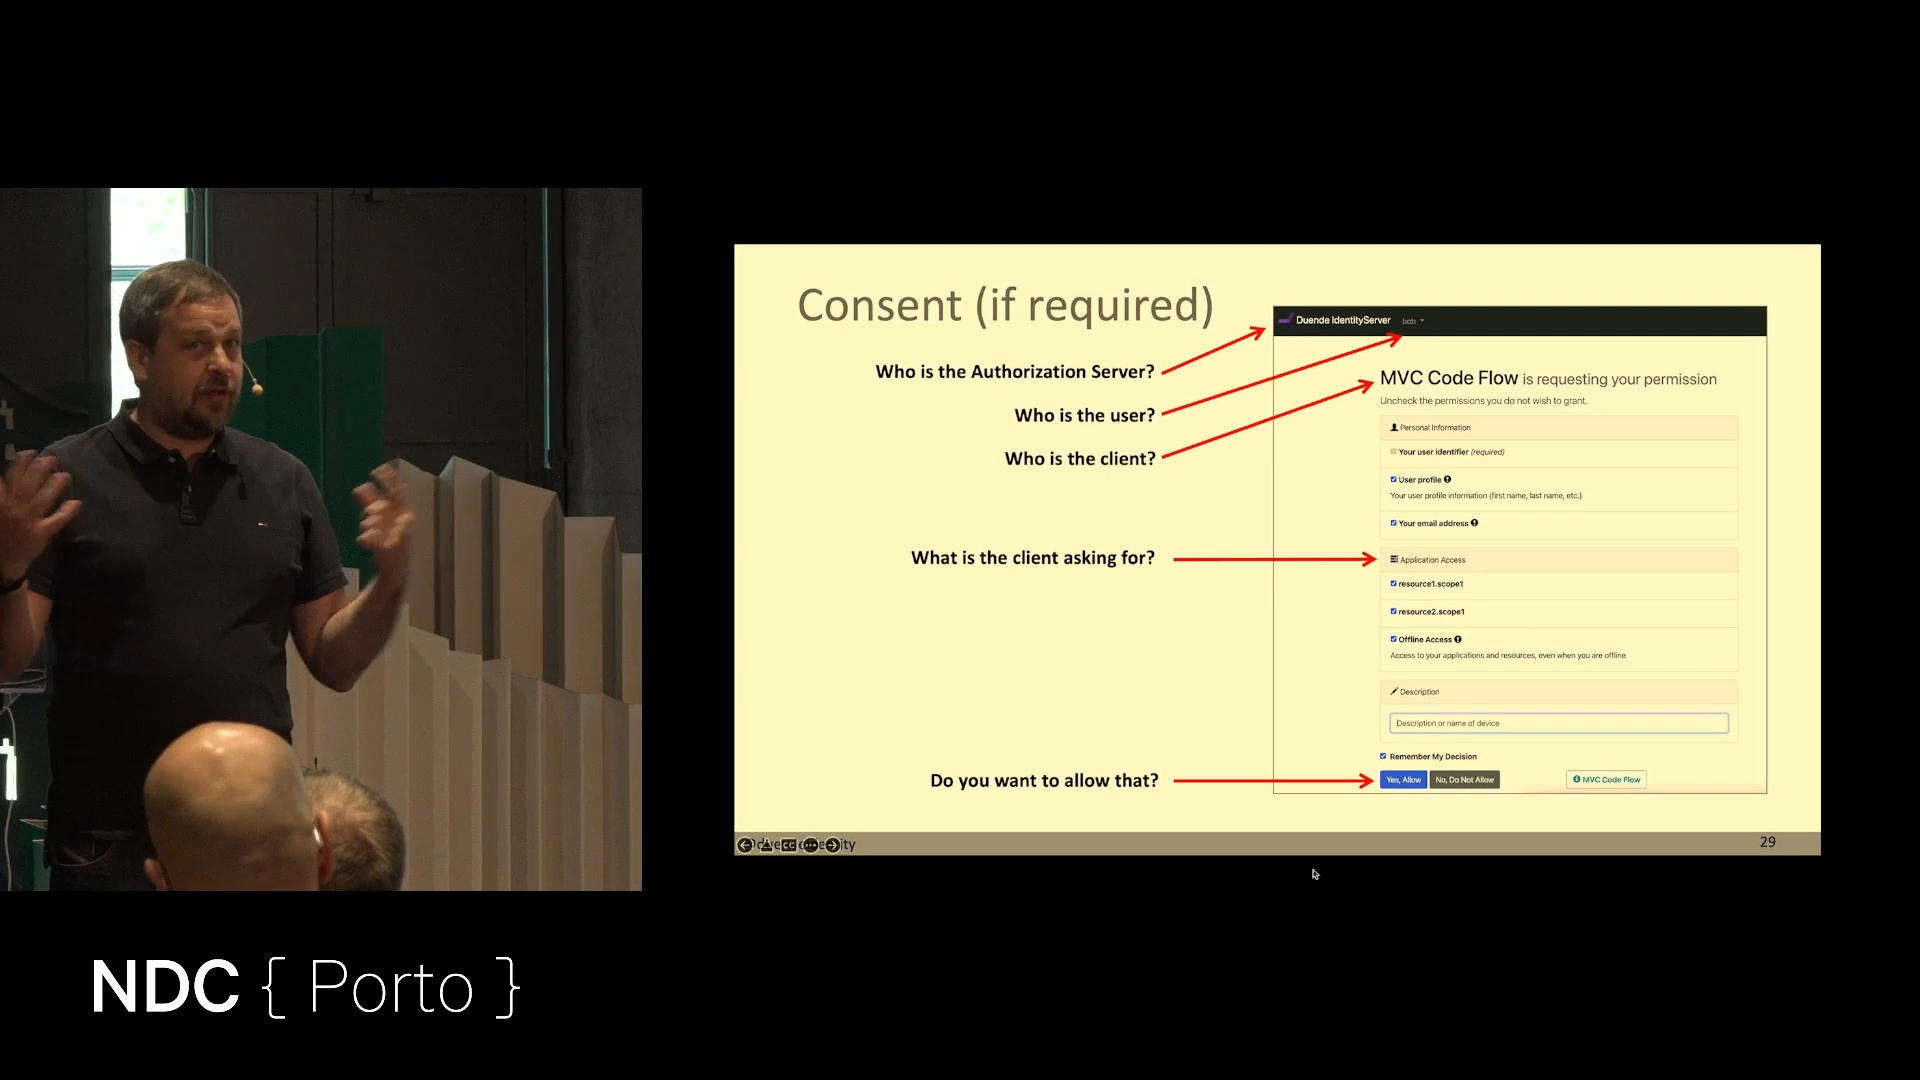 Consent (if required)
Who is the Authorization Server?
Who is the user?
Who is the client?
What is the client asking for?
Do you want to allow that?
Duende IdentityServer bob
MVC Code Flow is requesting your permission
Uncheck the permissions you do not wish to grant.
Personal Information
Your user identifier (required)
User profile
Your user profile information (first name, last name, etc.)
Your email address
Application Access
resource1.scope1
resource2.scope1
Offline Access
Access to your applications and resources, even when you are offline
Description
Description or name of device
Remember My Decision
Yes, Allow No, Do Not Allow MVC Code Flow
29
NDC { Porto }